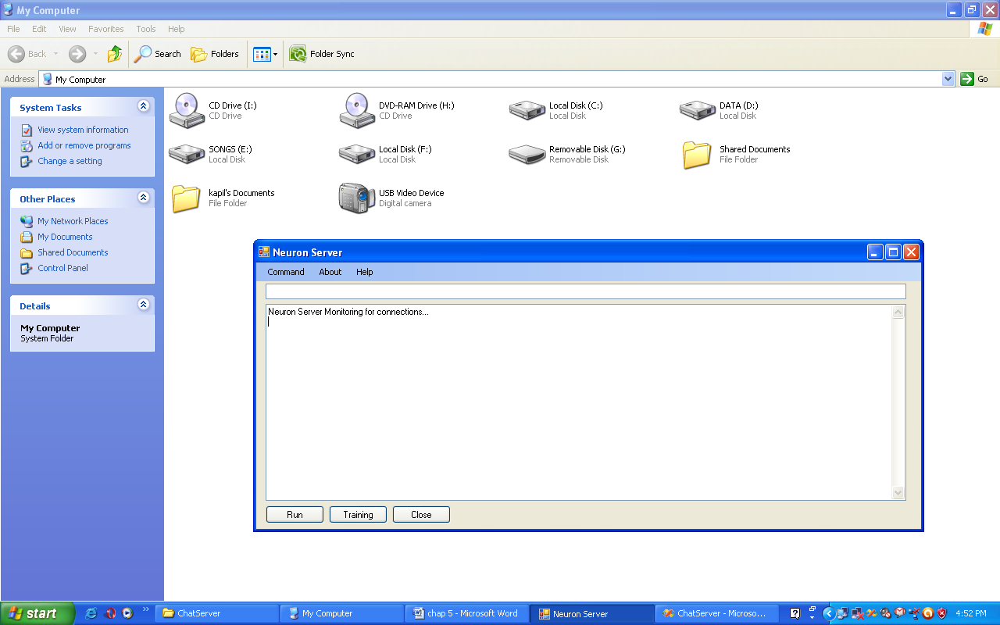 My Computer
File Edit View Favorites Tools Help
Back Search Folders Folder Sync
Address My Computer Go
System Tasks
View system information
Add or remove programs
Change a setting
Other Places
My Network Places
My Documents
Shared Documents
Control Panel
Details
My Computer
System Folder
CD Drive (I:)
CD Drive
DVD-RAM Drive (H:)
CD Drive
Local Disk (C:)
Local Disk
DATA (D:)
Local Disk
SONGS (E:)
Local Disk
Local Disk (F:)
Local Disk
Removable Disk (G:)
Removable Disk
Shared Documents
File Folder
kapil's Documents
File Folder
USB Video Device
Digital camera
Neuron Server
Command About Help
Neuron Server Monitoring for connections...
Run Training Close
start ChatServer My Computer chap 5 - Microsoft Word Neuron Server ChatServer - Microso... 4:52 PM